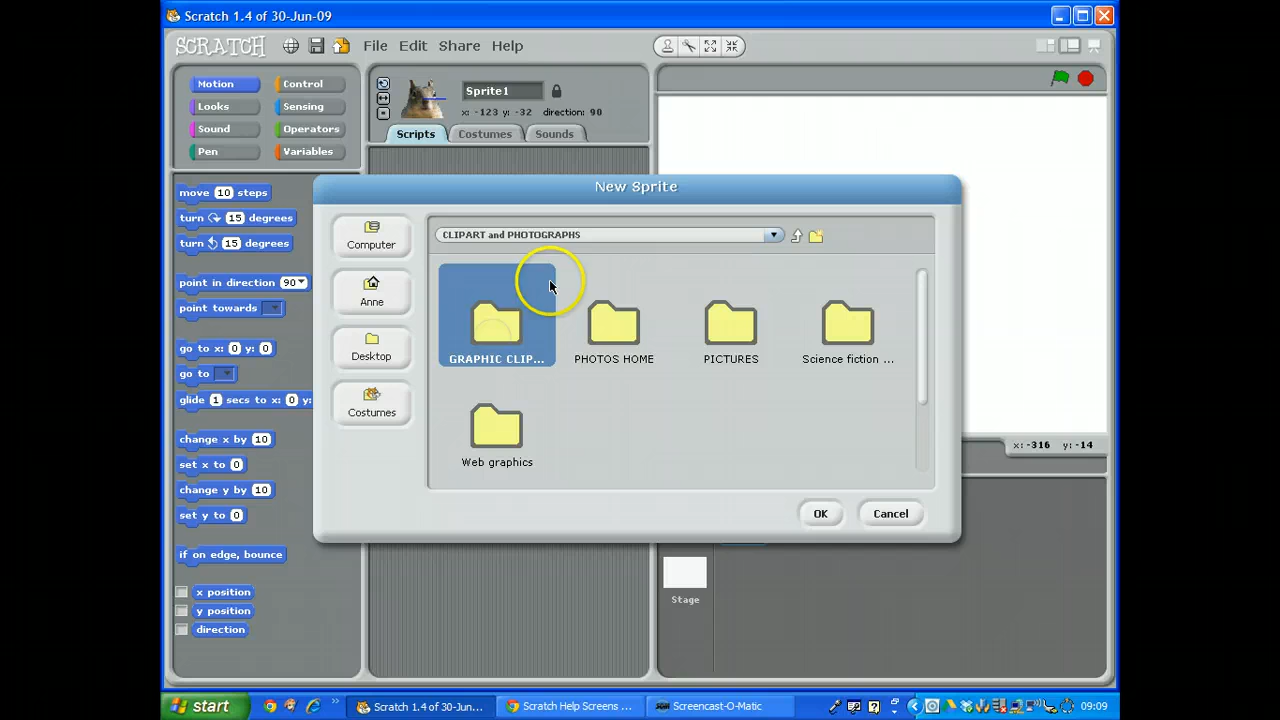 Scratch 1.4 of 30-Jun-09
SCRATCH File Edit Share Help
Motion Control
Looks Sensing
Sound Operators
Pen Variables
Sprite1
x: -123 y: -32 direction: 90
Scripts Costumes Sounds
move 10 steps
turn 15 degrees
turn 15 degrees
point in direction 90
point towards
go to x: 0 y: 0
go to
glide 1 secs to x: 0 y:
change x by 10
set x to 0
change y by 10
set y to 0
if on edge, bounce
x position
y position
direction
New Sprite
Computer
Anne
Desktop
Costumes
CLIPART and PHOTOGRAPHS
GRAPHIC CLIP... PHOTOS HOME PICTURES Science fiction ...
Web graphics
OK Cancel
x: -316 y: -14
Stage
start Scratch 1.4 of 30-Jun... Scratch Help Screens ... Screencast-O-Matic 09:09